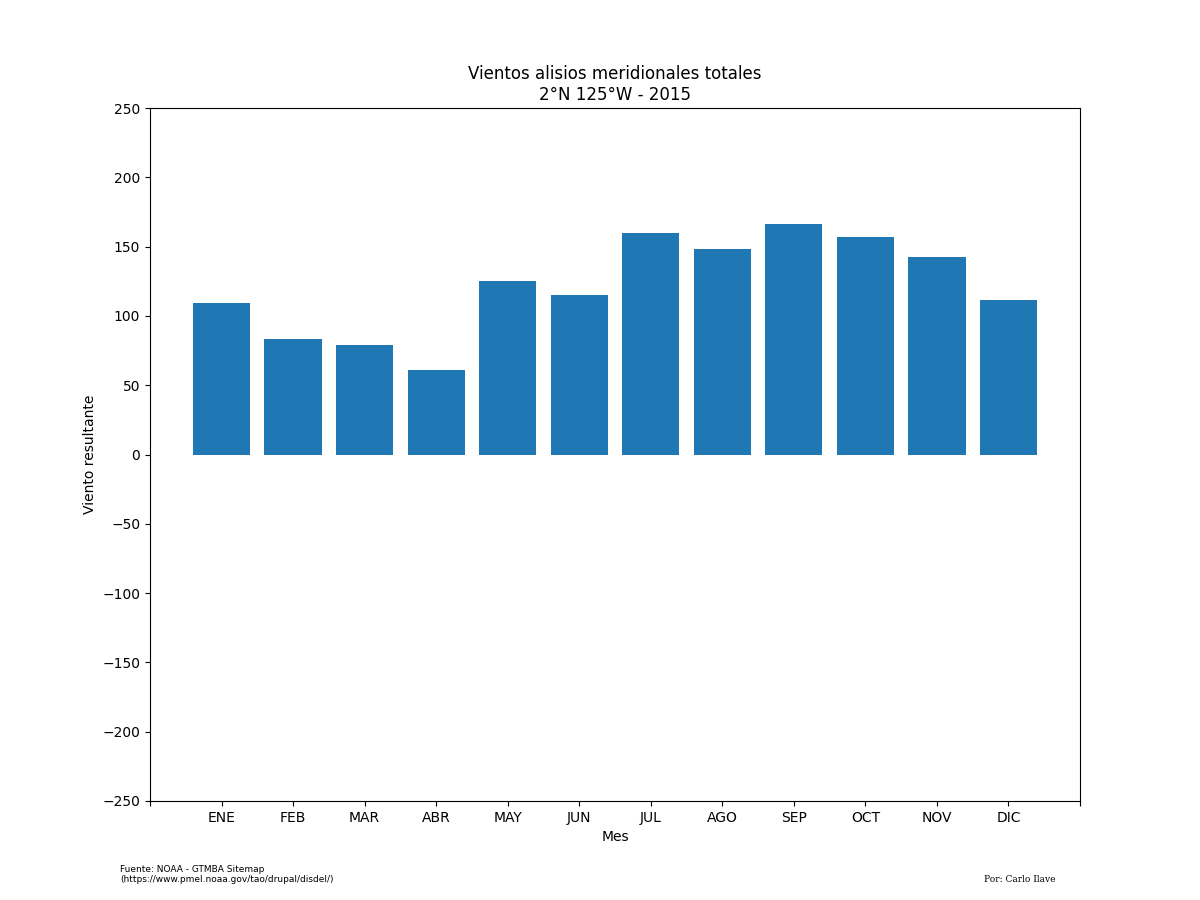 Vientos alisios meridionales totales
2°N 125°W - 2015
250
200
150
100
50
0
−50
−100
−150
−200
−250
Viento resultante
ENE FEB MAR ABR MAY JUN JUL AGO SEP OCT NOV DIC
Mes
Fuente: NOAA - GTMBA Sitemap
(https://www.pmel.noaa.gov/tao/drupal/disdel/)
Por: Carlo Ilave